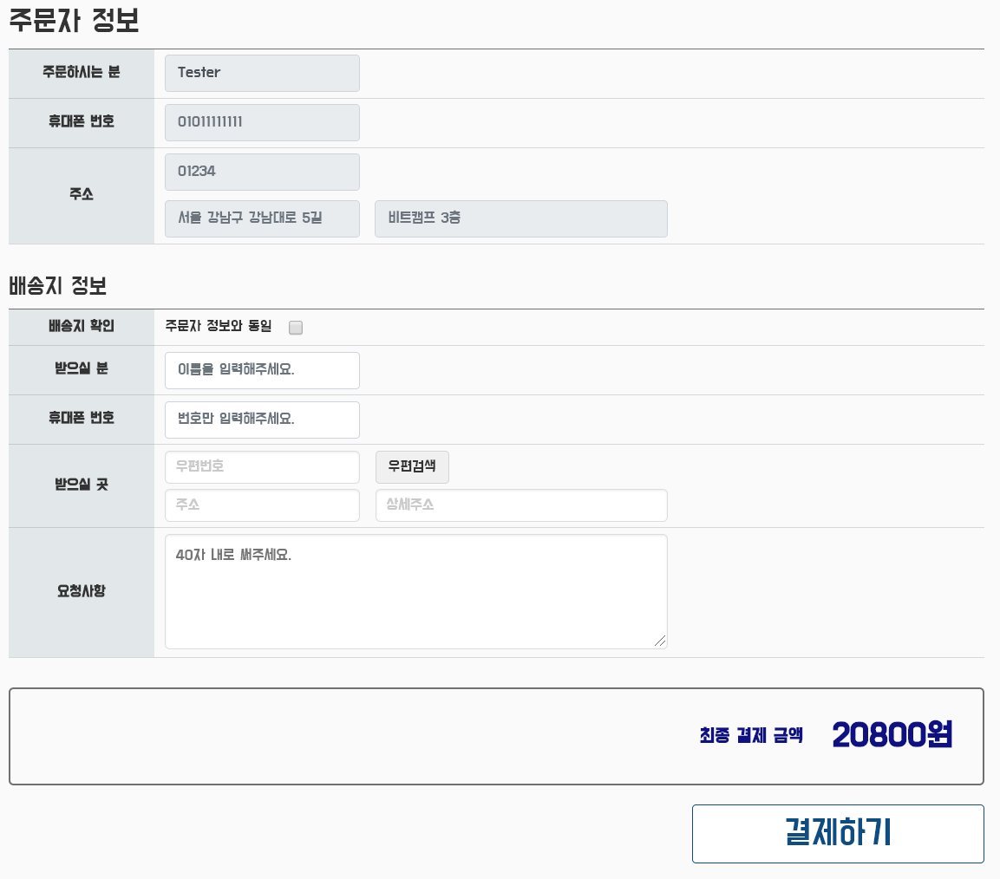 주문자 정보
주문하시는 분 Tester
휴대폰 번호 01011111111
주소 01234
서울 강남구 강남대로 5길 비트캠프 3층
배송지 정보
배송지 확인 주문자 정보와 동일
받으실 분 이름을 입력해주세요.
휴대폰 번호 번호만 입력해주세요.
받으실 곳 우편번호 우편검색
주소 상세주소
요청사항 40자 내로 써주세요.
최종 결제 금액 20800원
결제하기